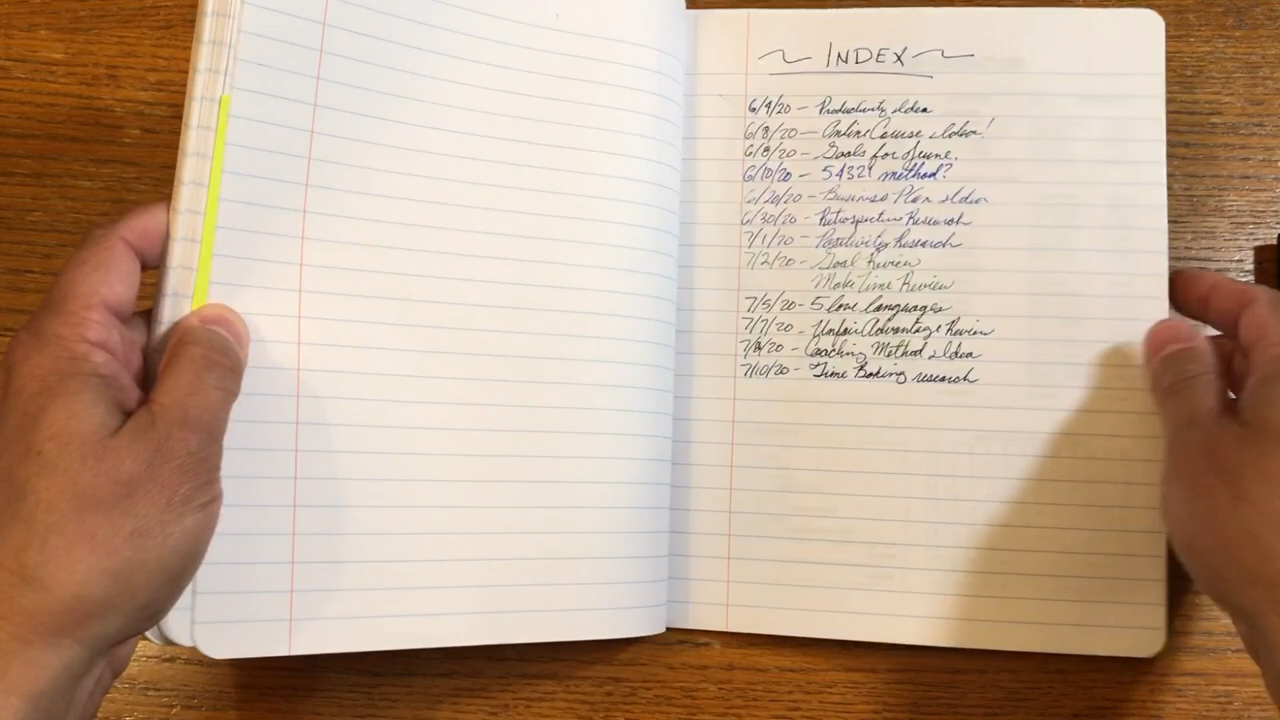 ~ INDEX ~
6/4/20 - Productivity Idea
6/8/20 - Online Course Idea!
6/8/20 - Goals for June.
6/10/20 - 54321 method?
6/20/20 - Business Plan Idea
6/30/20 - Retrospective Research
7/1/20 - Positivity Research
7/2/20 - Goal Review
Make Time Review
7/5/20 - 5 love languages
7/7/20 - Unfair Advantage Review
7/8/20 - Coaching Method Idea
7/10/20 - Time Boxing research